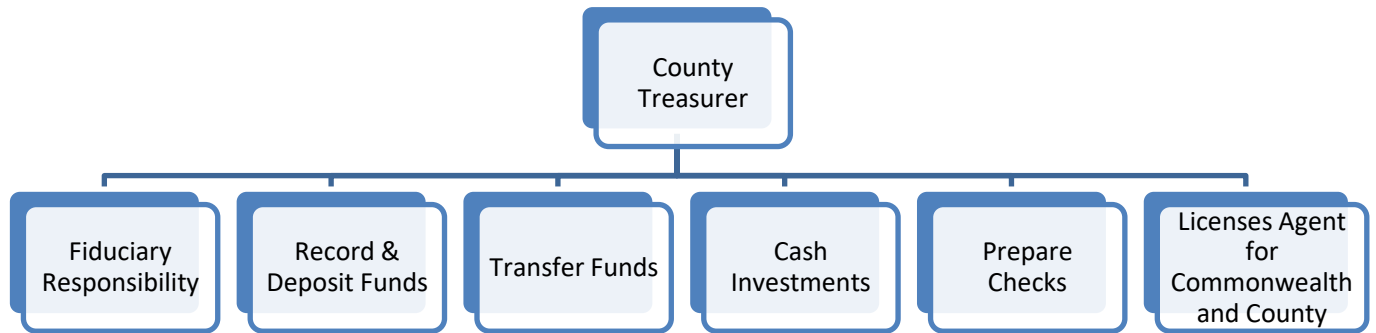 County
Treasurer
Fiduciary
Responsibility
Record &
Deposit Funds
Transfer Funds
Cash
Investments
Prepare
Checks
Licenses Agent
for
Commonwealth
and County